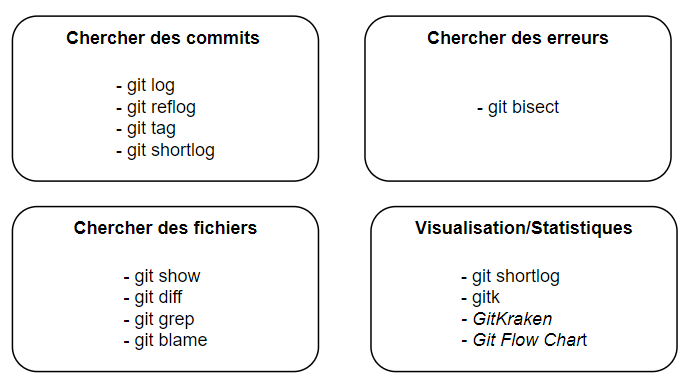 Chercher des commits
- git log
- git reflog
- git tag
- git shortlog
Chercher des erreurs
- git bisect
Chercher des fichiers
- git show
- git diff
- git grep
- git blame
Visualisation/Statistiques
- git shortlog
- gitk
- GitKraken
- Git Flow Chart